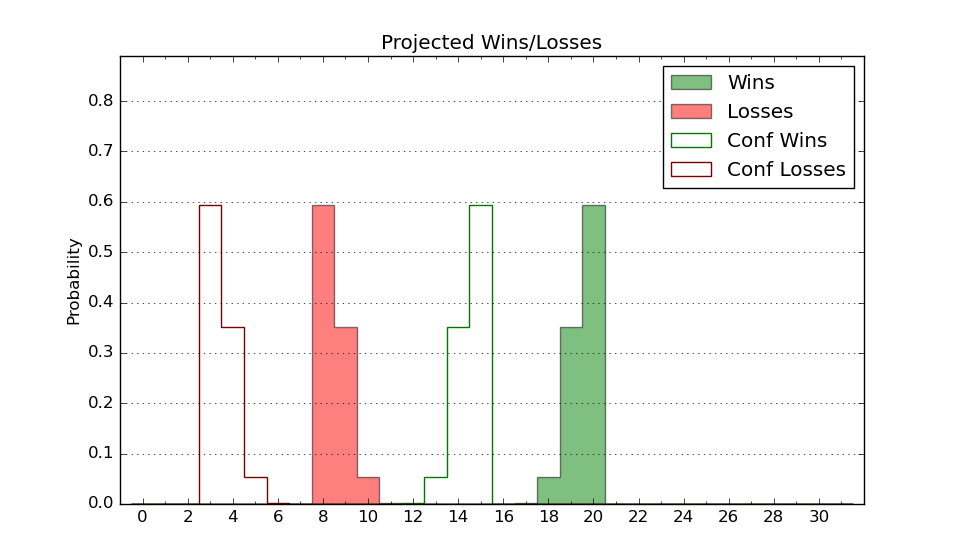 Projected Wins/Losses
Wins
Losses
Conf Wins
Conf Losses
Probability
0.8
0.7
0.6
0.5
0.4
0.3
0.2
0.1
0.0
0 2 4 6 8 10 12 14 16 18 20 22 24 26 28 30